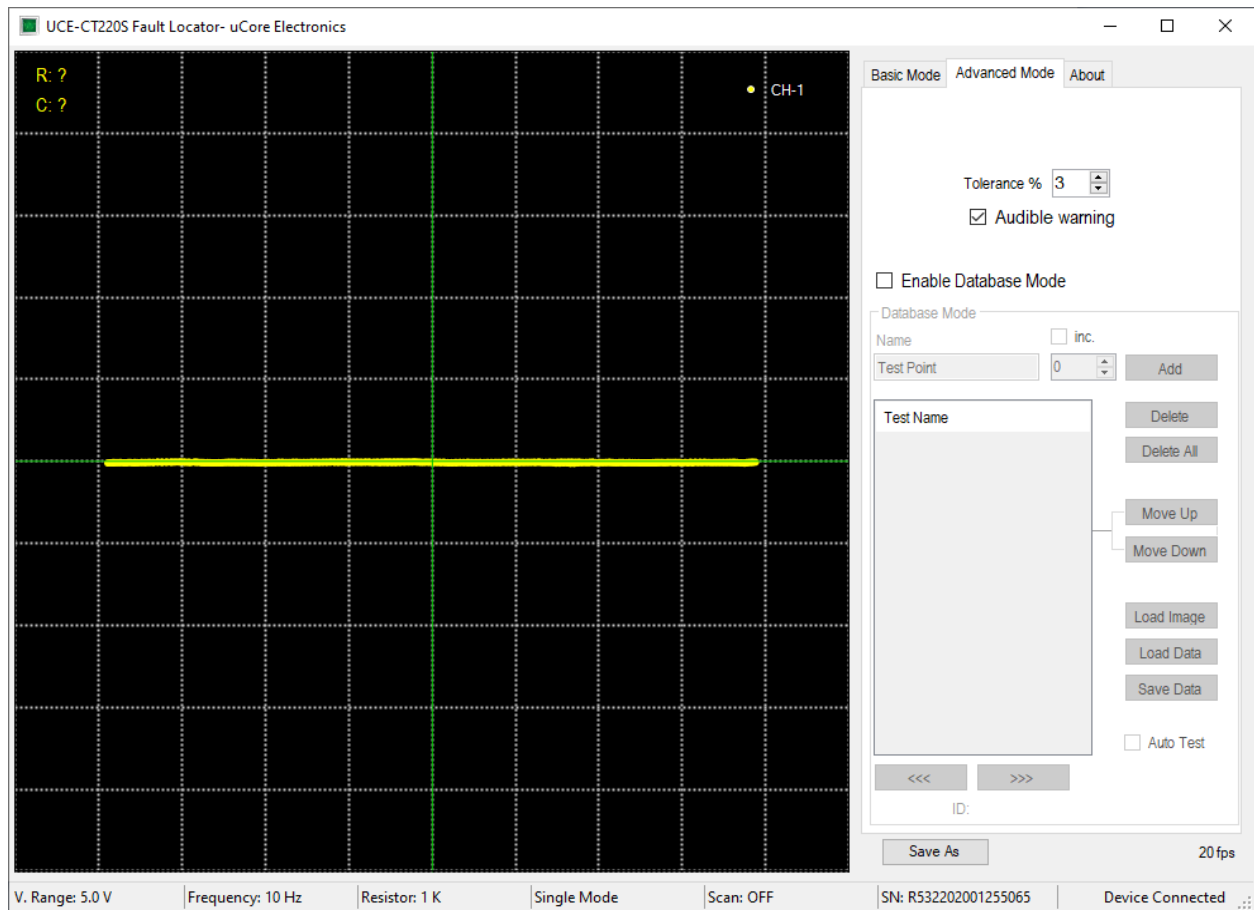 UCE-CT220S Fault Locator- uCore Electronics
R: ?
C: ?
CH-1
Basic Mode
Advanced Mode
About
Tolerance % 3
Audible warning
Enable Database Mode
Database Mode
Name
inc.
Test Point
0
Add
Test Name
Delete
Delete All
Move Up
Move Down
Load Image
Load Data
Save Data
Auto Test
<<<
>>>
ID:
Save As
20 fps
V. Range: 5.0 V
Frequency: 10 Hz
Resistor: 1 K
Single Mode
Scan: OFF
SN: R532202001255065
Device Connected